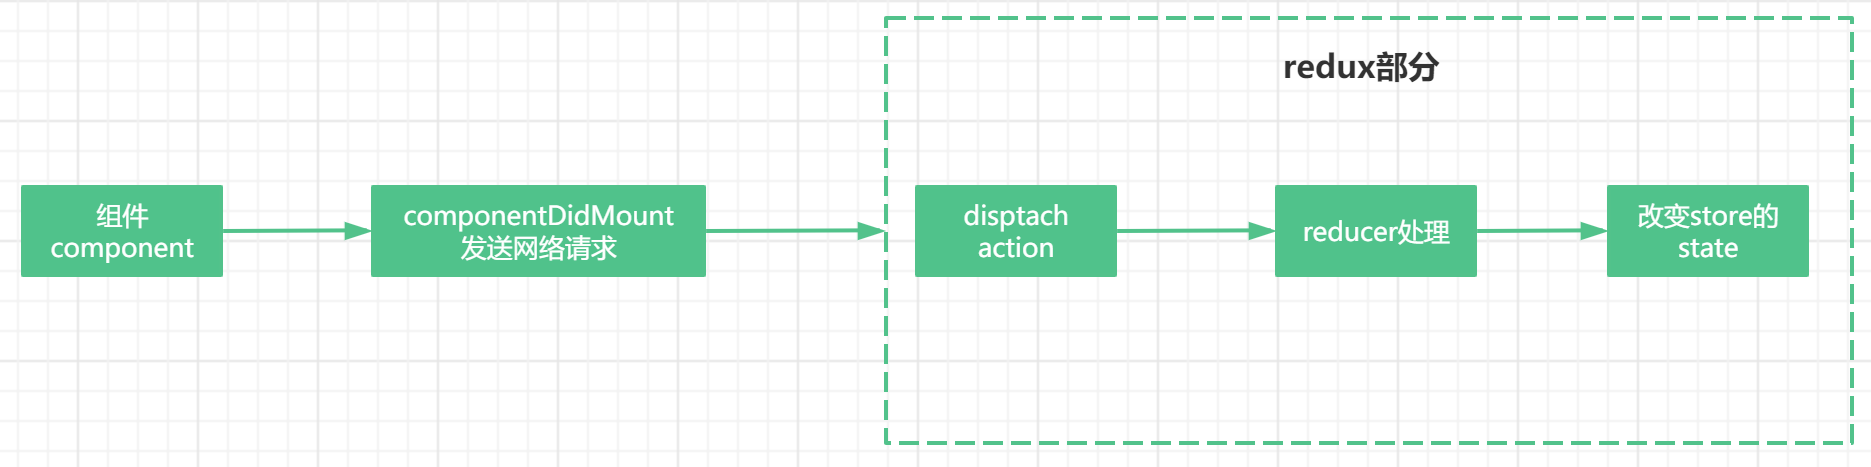 redux部分
组件
component
componentDidMount
发送网络请求
disptach
action
reducer处理
改变store的
state